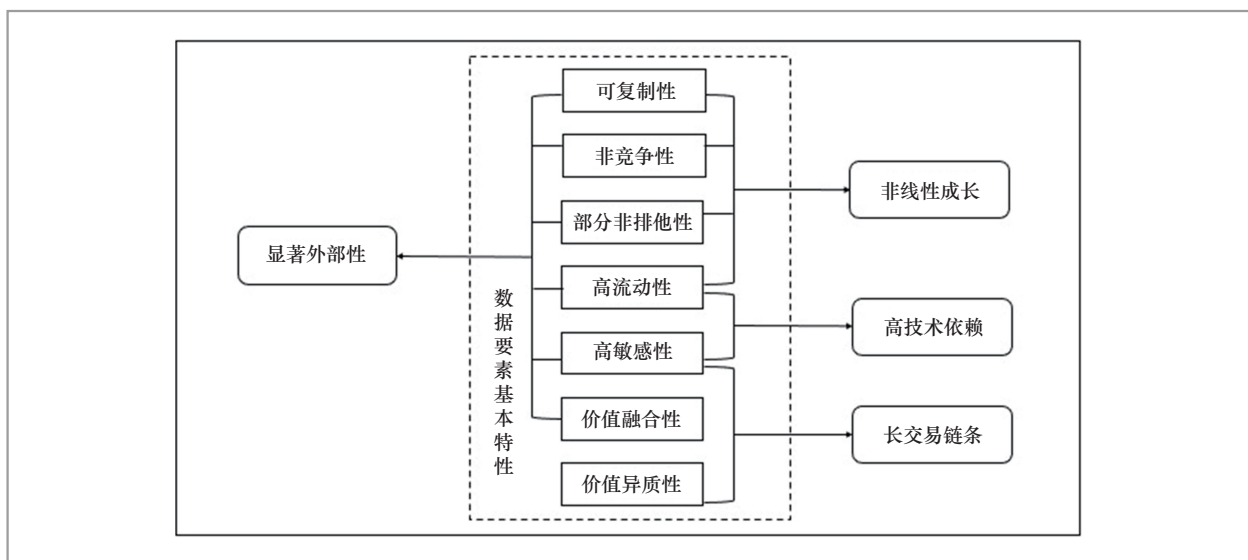 可复制性
非竞争性
部分非排他性
高流动性
高敏感性
价值融合性
价值异质性
数据要素基本特性
显著外部性
非线性成长
高技术依赖
长交易链条